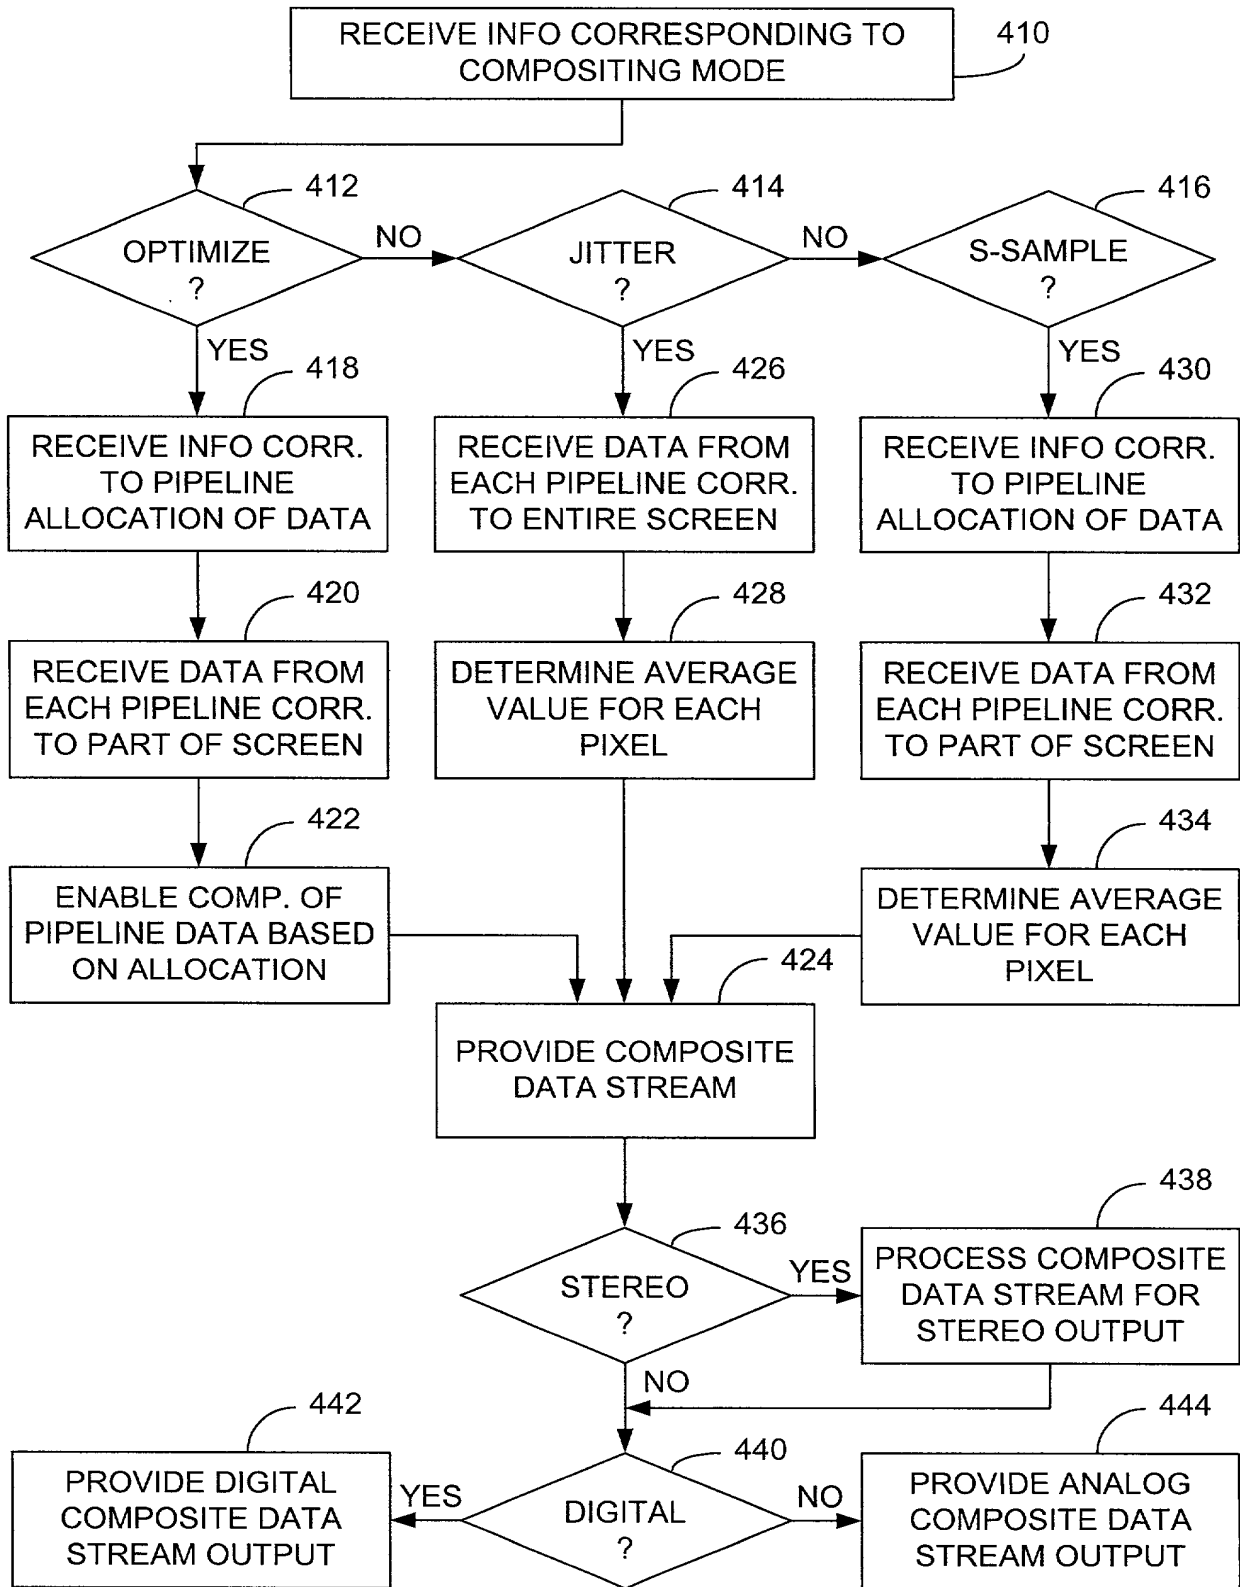 RECEIVE INFO CORRESPONDING TO
COMPOSITING MODE
410
412
414
416
OPTIMIZE
?
NO
JITTER
?
NO
S-SAMPLE
?
YES
YES
YES
418
426
430
RECEIVE INFO CORR.
TO PIPELINE
ALLOCATION OF DATA
RECEIVE DATA FROM
EACH PIPELINE CORR.
TO ENTIRE SCREEN
RECEIVE INFO CORR.
TO PIPELINE
ALLOCATION OF DATA
420
428
432
RECEIVE DATA FROM
EACH PIPELINE CORR.
TO PART OF SCREEN
DETERMINE AVERAGE
VALUE FOR EACH
PIXEL
RECEIVE DATA FROM
EACH PIPELINE CORR.
TO PART OF SCREEN
422
434
ENABLE COMP. OF
PIPELINE DATA BASED
ON ALLOCATION
DETERMINE AVERAGE
VALUE FOR EACH
PIXEL
424
PROVIDE COMPOSITE
DATA STREAM
436
438
STEREO
?
YES
PROCESS COMPOSITE
DATA STREAM FOR
STEREO OUTPUT
NO
442
440
444
PROVIDE DIGITAL
COMPOSITE DATA
STREAM OUTPUT
YES
DIGITAL
?
NO
PROVIDE ANALOG
COMPOSITE DATA
STREAM OUTPUT